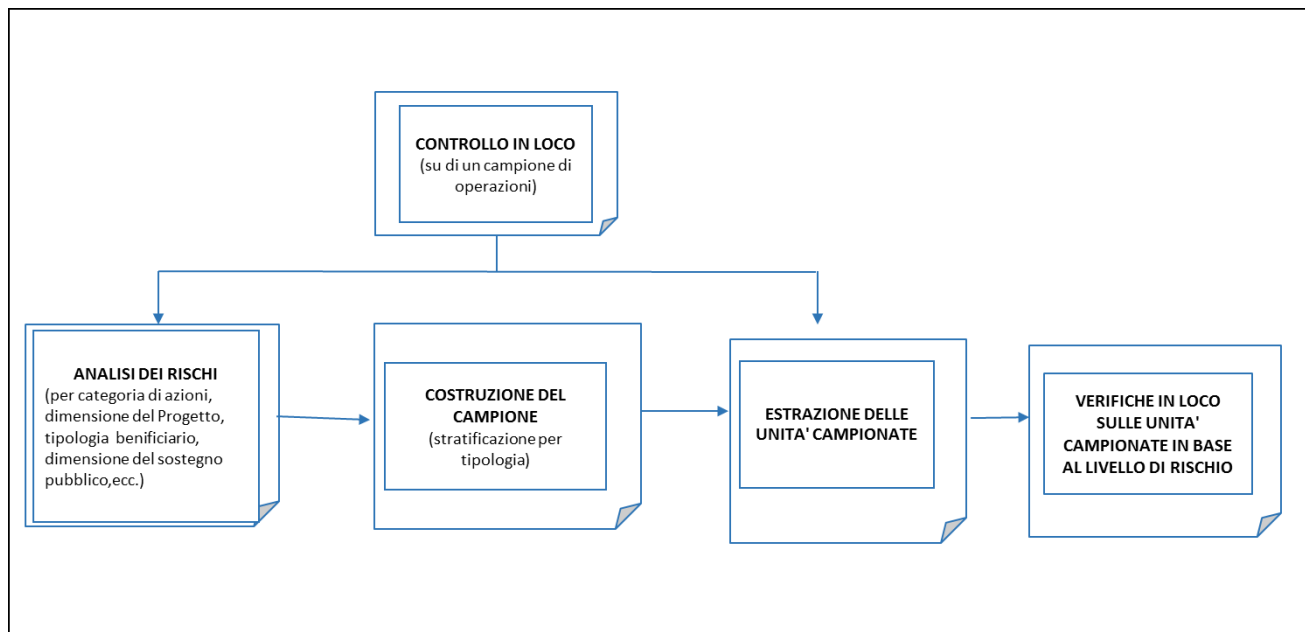 CONTROLLO IN LOCO
(su di un campione di
operazioni)
ANALISI DEI RISCHI
(per categoria di azioni,
dimensione del Progetto,
tipologia benificiario,
dimensione del sostegno
pubblico,ecc.)
COSTRUZIONE DEL
CAMPIONE
(stratificazione per
tipologia)
ESTRAZIONE DELLE
UNITA' CAMPIONATE
VERIFICHE IN LOCO
SULLE UNITA'
CAMPIONATE IN BASE
AL LIVELLO DI RISCHIO